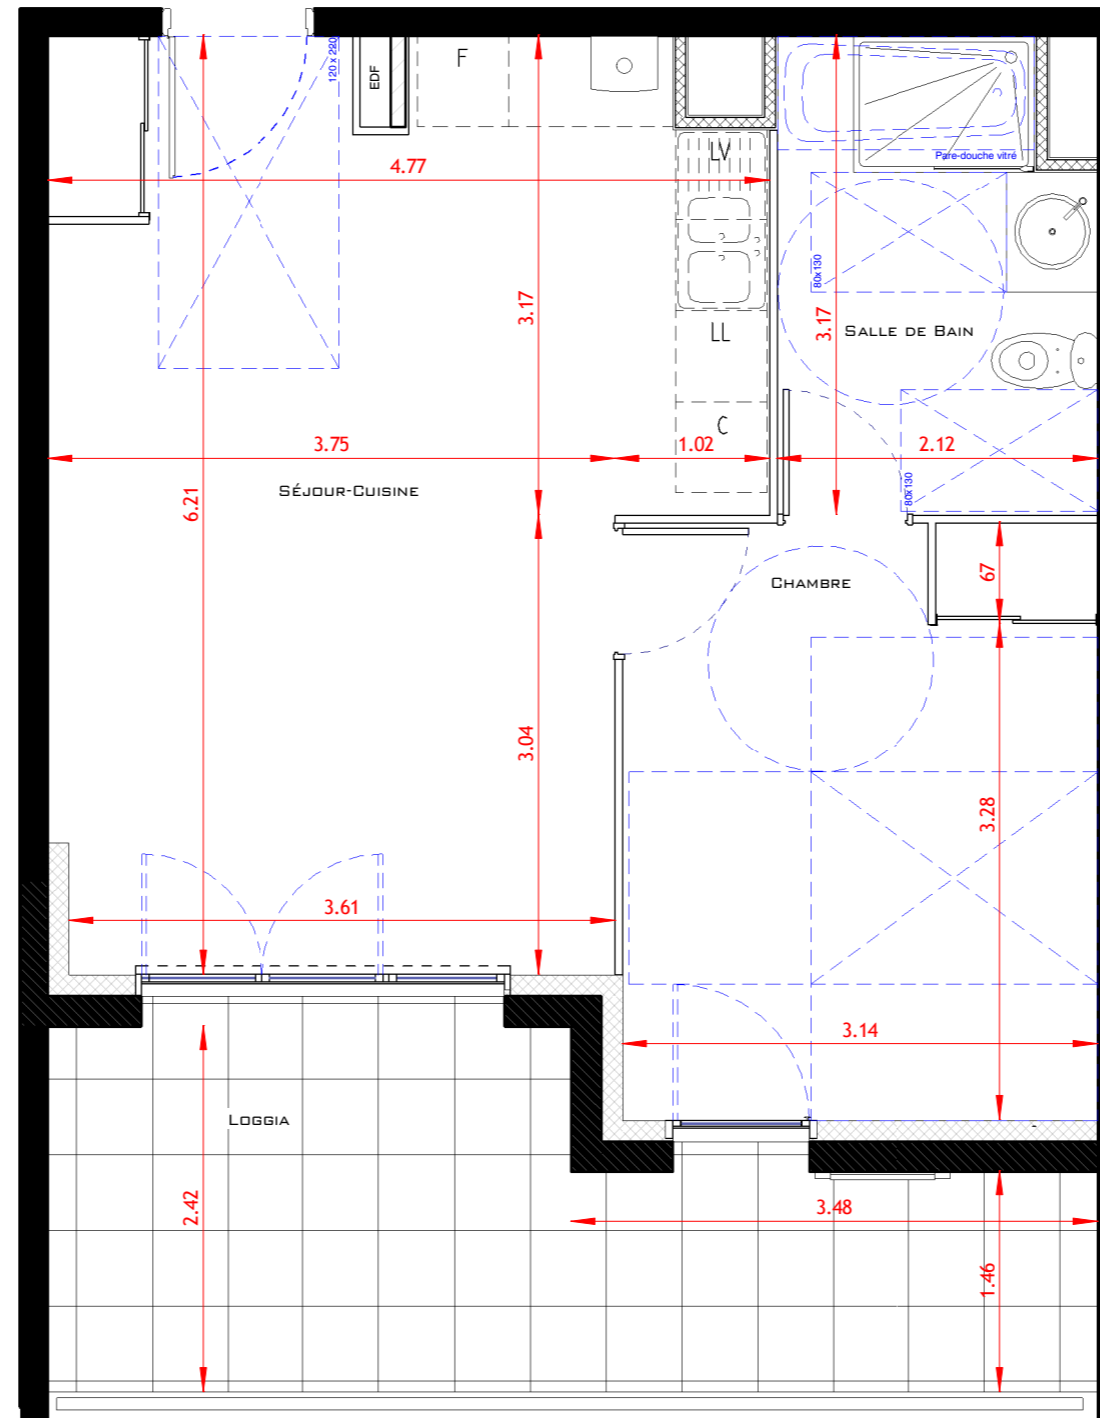 120 x 220
EDF
F
4.77
LV
Pare-douche vitré
80x130
3.17
3.17
SALLE DE BAIN
LL
C
3.75
1.02
2.12
6.21
SÉJOUR-CUISINE
80x130
67
CHAMBRE
3.04
3.28
3.61
3.14
LOGGIA
2.42
3.48
1.46